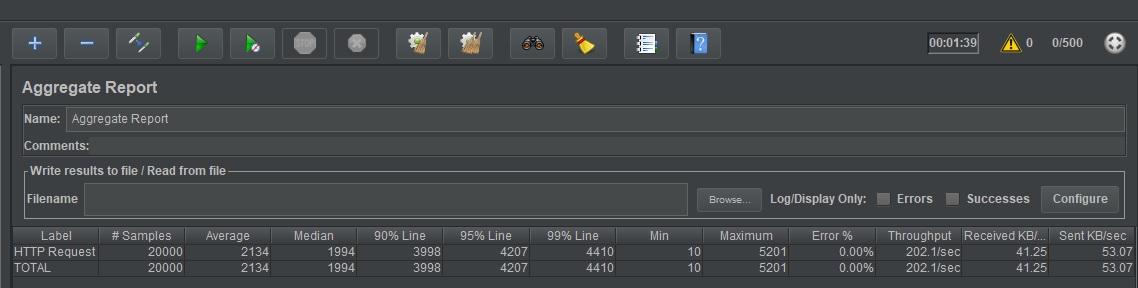 STOP 00:01:39 0 0/500
Aggregate Report
Name: Aggregate Report
Comments:
Write results to file / Read from file
Filename Browse... Log/Display Only: Errors Successes Configure
Label # Samples Average Median 90% Line 95% Line 99% Line Min Maximum Error % Throughput Received KB/... Sent KB/sec
HTTP Request 20000 2134 1994 3998 4207 4410 10 5201 0.00% 202.1/sec 41.25 53.07
TOTAL 20000 2134 1994 3998 4207 4410 10 5201 0.00% 202.1/sec 41.25 53.07